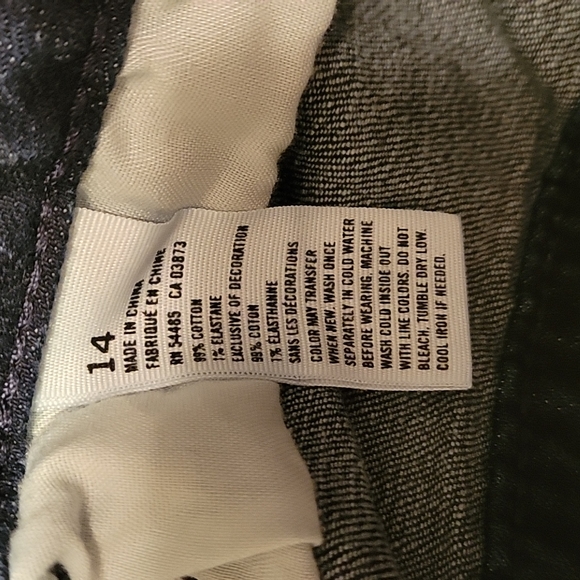 14
MADE IN CHINA
FABRIQUÉ EN CHINE
RN 54485 CA 03873
99% COTTON
1% ELASTANE
EXCLUSIVE OF DECORATION
99% COTON
1% ELASTHANNE
SANS LES DÉCORATIONS
COLOR MAY TRANSFER
WHEN NEW. WASH ONCE
SEPARATELY IN COLD WATER
BEFORE WEARING. MACHINE
WASH COLD INSIDE OUT
WITH LIKE COLORS. DO NOT
BLEACH. TUMBLE DRY LOW.
COOL IRON IF NEEDED.